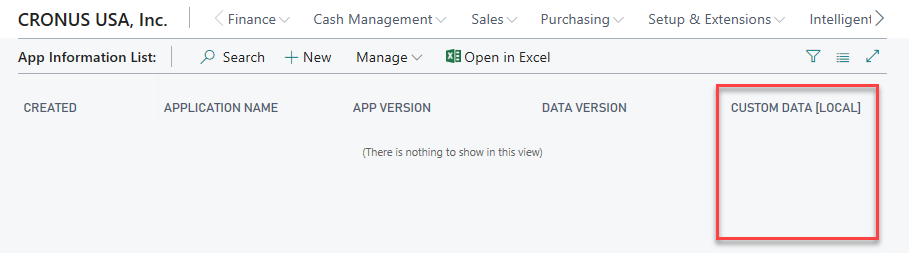 CRONUS USA, Inc.
Finance Cash Management Sales Purchasing Setup & Extensions Intelligent
App Information List: Search New Manage Open in Excel
CREATED APPLICATION NAME APP VERSION DATA VERSION CUSTOM DATA [LOCAL]
(There is nothing to show in this view)